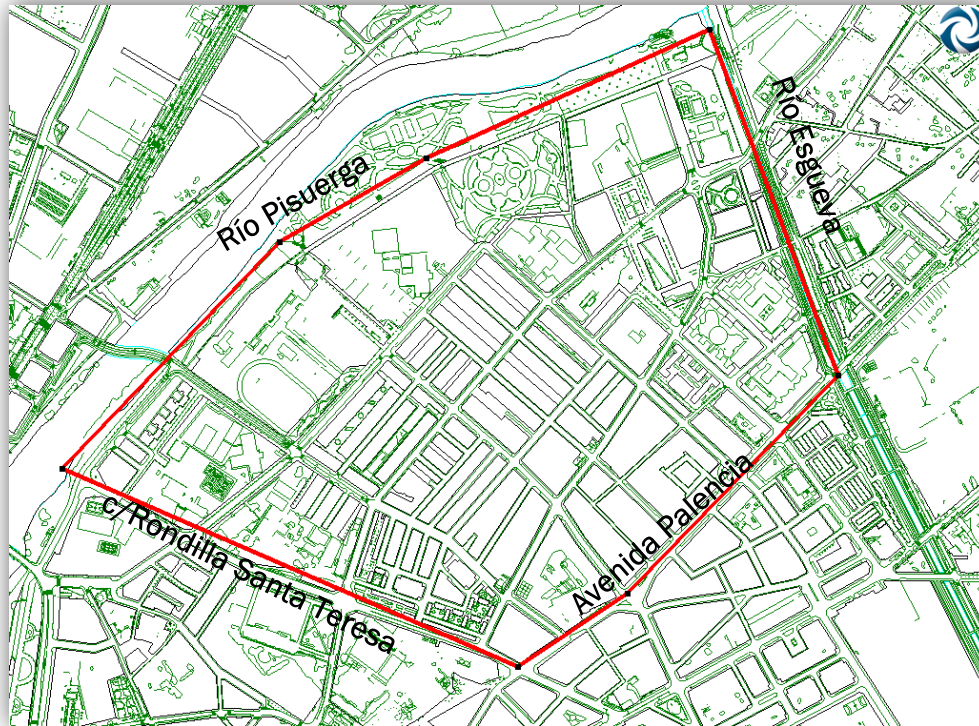 Río Pisuerga
Río Esgueva
c/Rondilla Santa Teresa
Avenida Palencia